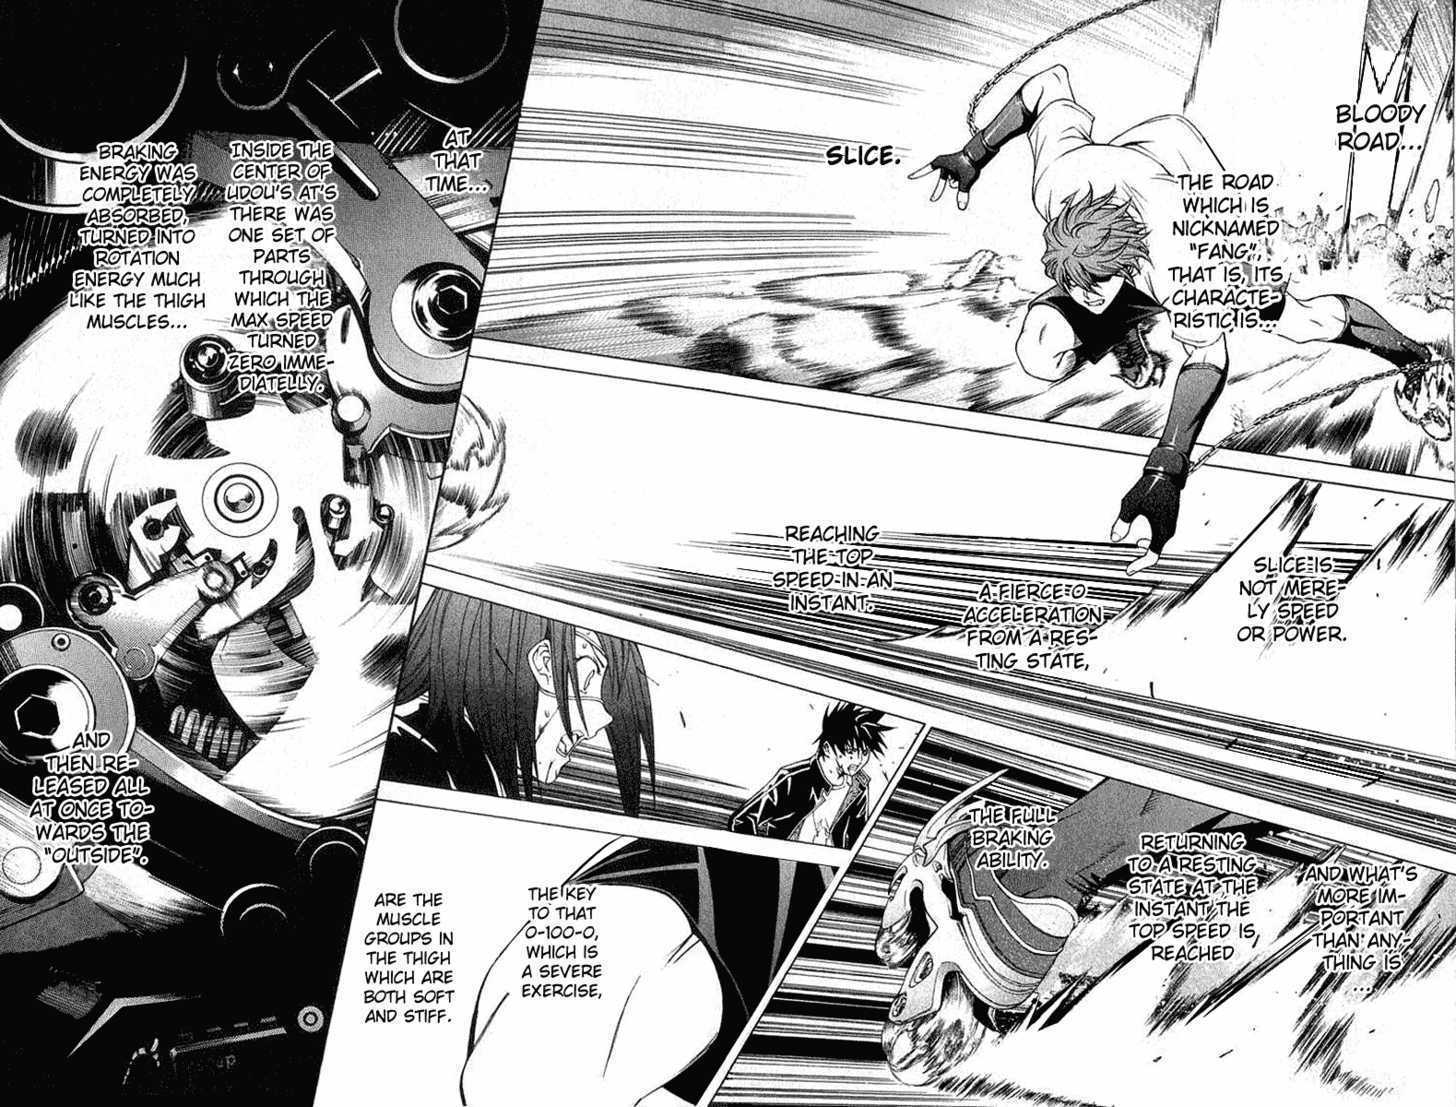 BLOODY
ROAD...
THE ROAD
WHICH IS
NICKNAMED
"FANG",
THAT IS, ITS
CHARACTE-
RISTIC IS...
SLICE.
SLICE IS
NOT MERE-
LY SPEED
OR POWER.
A FIERCE O
ACCELERATION
FROM A RES-
TING STATE,
REACHING
THE TOP
SPEED IN AN
INSTANT.
AND WHAT'S
MORE IM-
PORTANT
THAN ANY-
THING IS
...
RETURNING
TO A RESTING
STATE AT THE
INSTANT THE
TOP SPEED IS
REACHED
THE FULL
BRAKING
ABILITY.
THE KEY
TO THAT
0-100-0,
WHICH IS
A SEVERE
EXERCISE,
ARE THE
MUSCLE
GROUPS IN
THE THIGH
WHICH ARE
BOTH SOFT
AND STIFF.
AT
THAT
TIME...
INSIDE THE
CENTER OF
UDOU'S AT'S
THERE WAS
ONE SET OF
PARTS
THROUGH
WHICH THE
MAX SPEED
TURNED
ZERO IMME-
DIATELLY.
BRAKING
ENERGY WAS
COMPLETELY
ABSORBED,
TURNED INTO
ROTATION
ENERGY MUCH
LIKE THE THIGH
MUSCLES...
AND
THEN RE-
LEASED ALL
AT ONCE TO-
WARDS THE
"OUTSIDE".